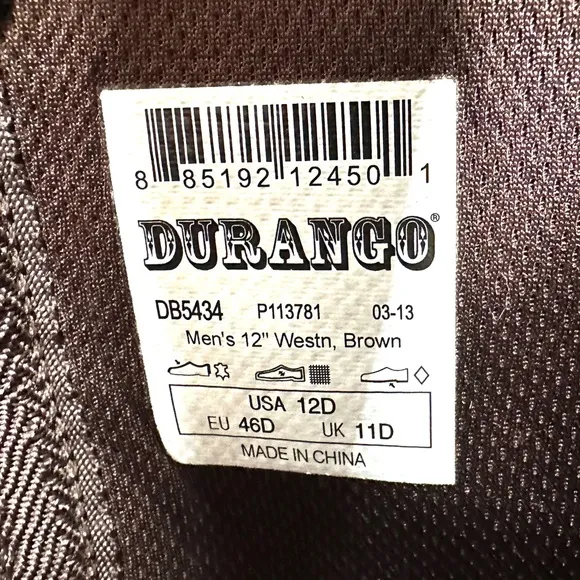 8 85192 12450 1
DURANGO®
DB5434 P113781 03-13
Men's 12" Westn, Brown
USA 12D
EU 46D UK 11D
MADE IN CHINA